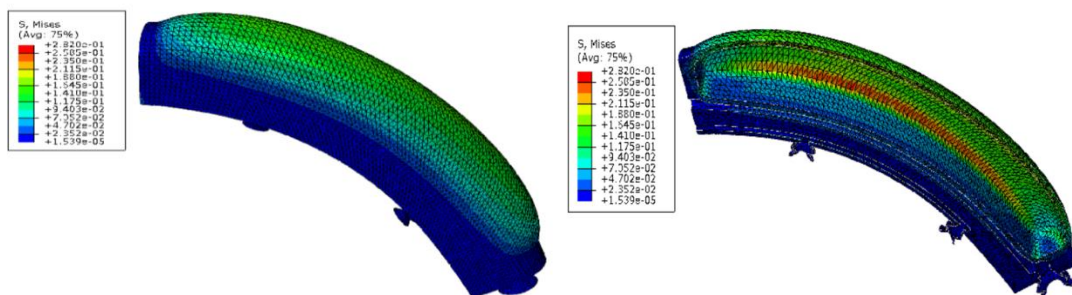 S, Mises
(Avg: 75%)
+2.820e-01
+2.585e-01
+2.350e-01
+2.115e-01
+1.880e-01
+1.645e-01
+1.410e-01
+1.175e-01
+9.403e-02
+7.052e-02
+4.702e-02
+2.352e-02
+1.539e-05
S, Mises
(Avg: 75%)
+2.820e-01
+2.585e-01
+2.350e-01
+2.115e-01
+1.880e-01
+1.645e-01
+1.410e-01
+1.175e-01
+9.403e-02
+7.052e-02
+4.702e-02
+2.352e-02
+1.539e-05